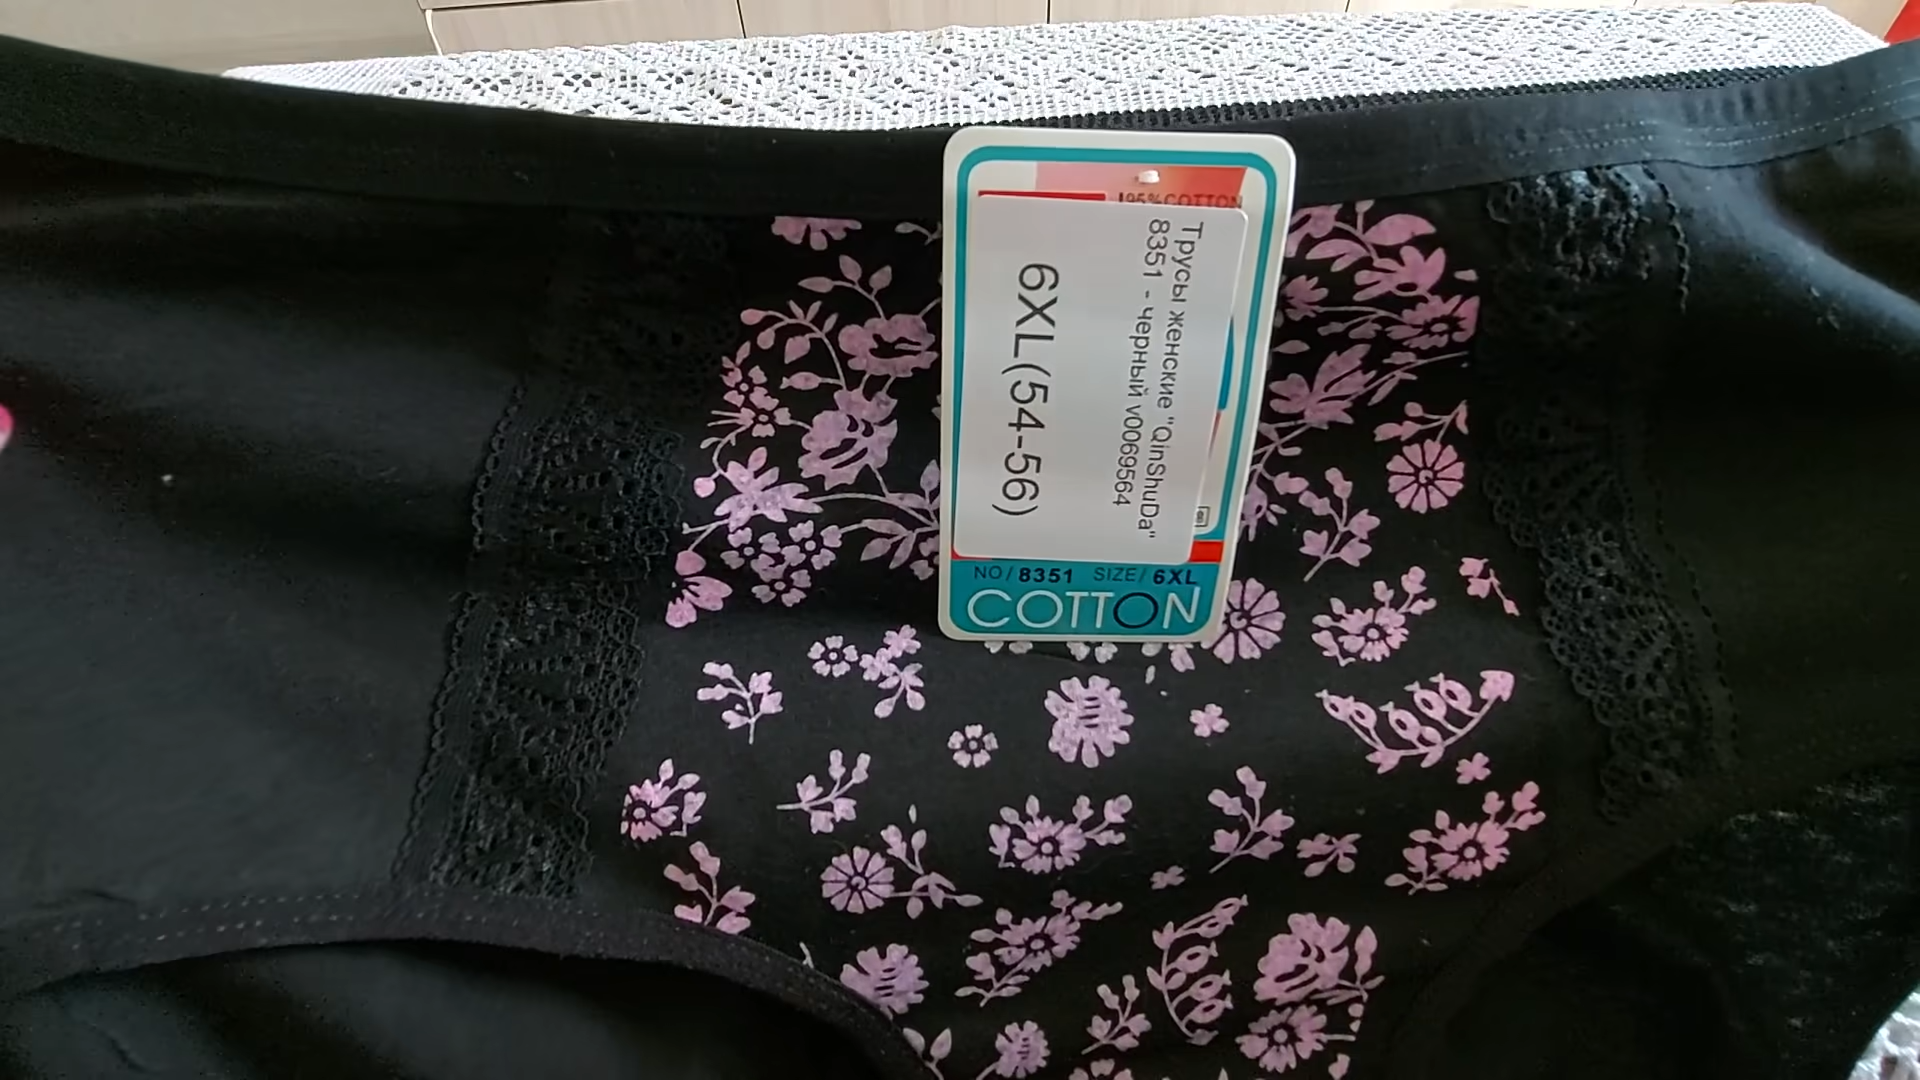 95% COTTON
Трусы женские "QinShuDa"
8351 - черный v0069564
6XL(54-56)
NO/8351 SIZE/6XL
COTTON